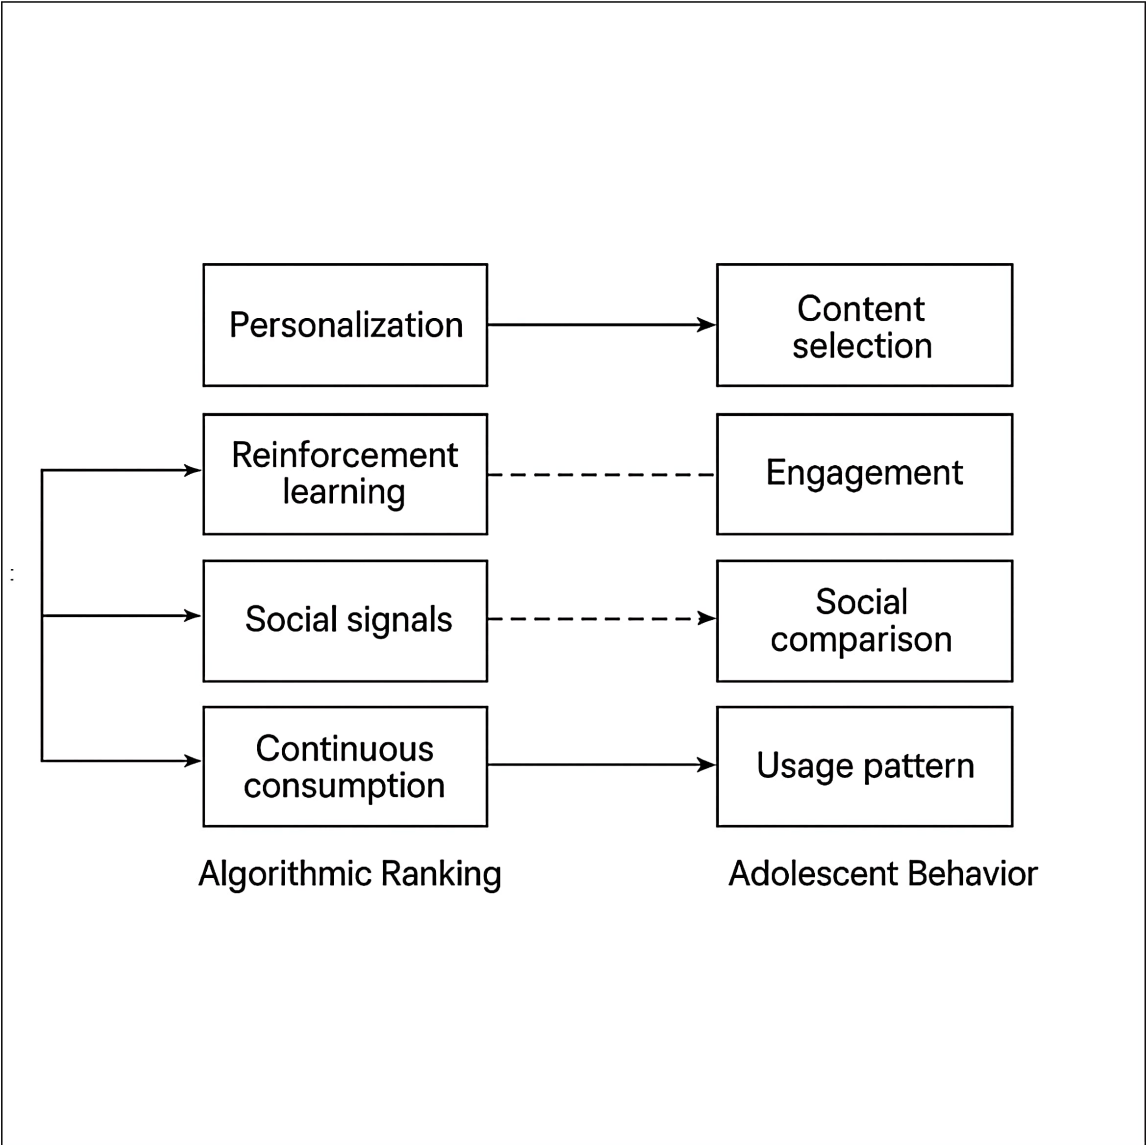 Personalization
Content
selection
Reinforcement
learning
Engagement
:
Social signals
Social
comparison
Continuous
consumption
Usage pattern
Algorithmic Ranking
Adolescent Behavior